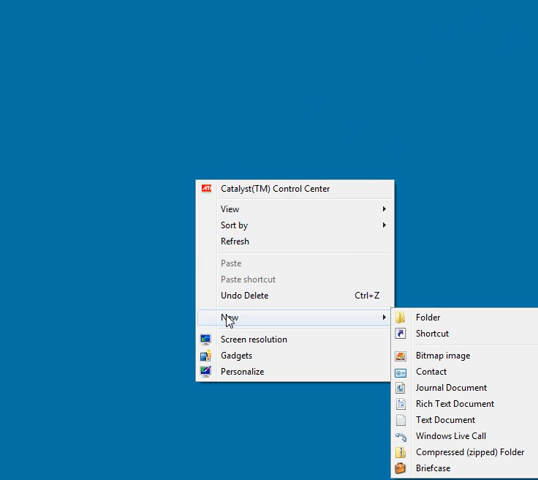 Catalyst(TM) Control Center
View
Sort by
Refresh
Paste
Paste shortcut
Undo Delete Ctrl+Z
New
Screen resolution
Gadgets
Personalize
Folder
Shortcut
Bitmap image
Contact
Journal Document
Rich Text Document
Text Document
Windows Live Call
Compressed (zipped) Folder
Briefcase